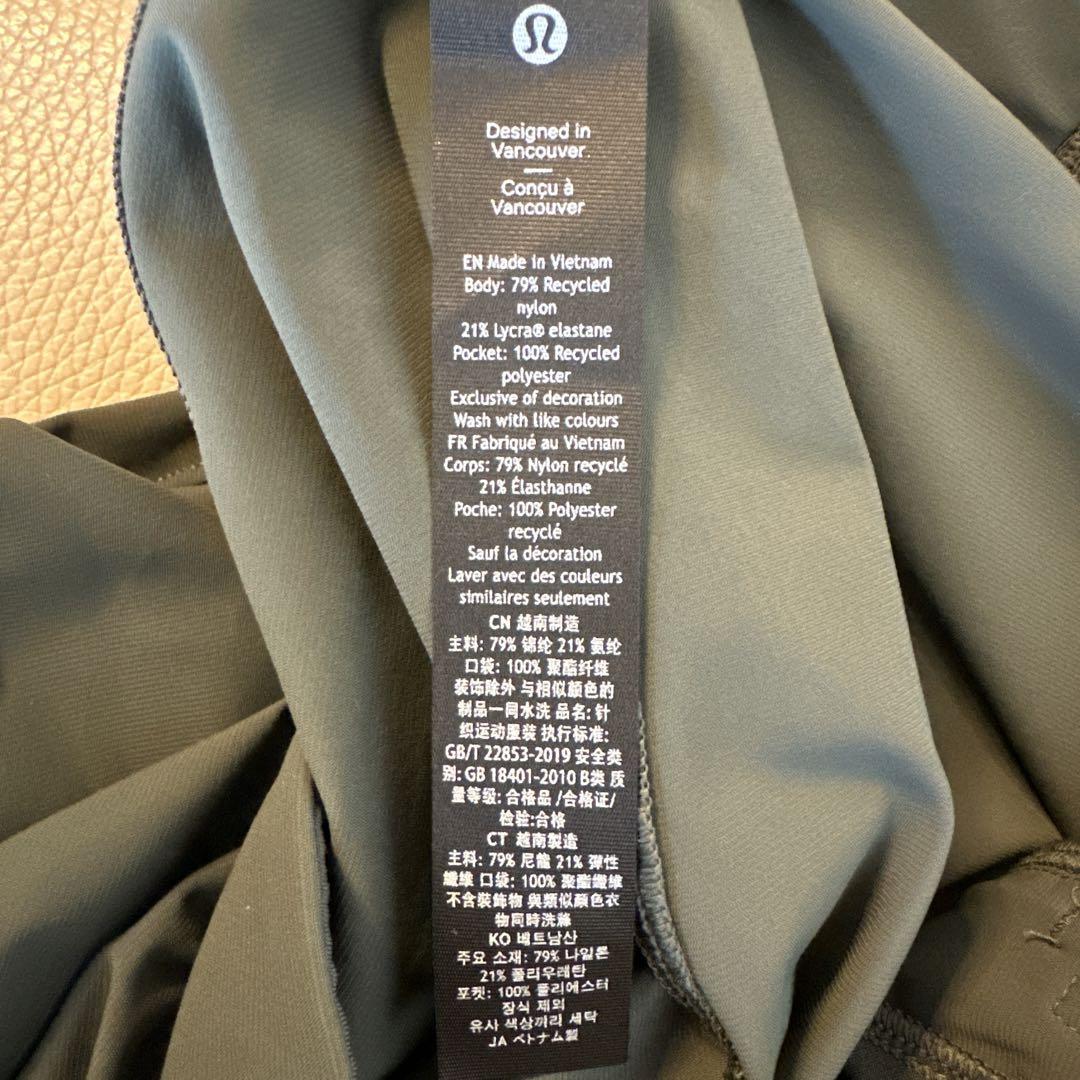 Designed in
Vancouver
Conçu à
Vancouver
EN Made in Vietnam
Body: 79% Recycled
nylon
21% Lycra® elastane
Pocket: 100% Recycled
polyester
Exclusive of decoration
Wash with like colours
FR Fabriqué au Vietnam
Corps: 79% Nylon recyclé
21% Élasthanne
Poche: 100% Polyester
recyclé
Sauf la décoration
Laver avec des couleurs
similaires seulement
CN 越南制造
主料: 79% 锦纶 21% 氨纶
口袋: 100% 聚酯纤维
装饰除外 与相似颜色的
制品一同水洗 品名: 针
织运动服装 执行标准:
GB/T 22853-2019 安全类
别: GB 18401-2010 B类 质
量等级: 合格品 /合格证/
检验:合格
CT 越南製造
主料: 79% 尼龍 21% 彈性
纖維 口袋: 100% 聚酯纖維
不含裝飾物 與類似顏色衣
物同時洗滌
KO 베트남산
주요 소재: 79% 나일론
21% 폴리우레탄
포켓: 100% 폴리에스터
장식 제외
유사 색상끼리 세탁
JA ベトナム製